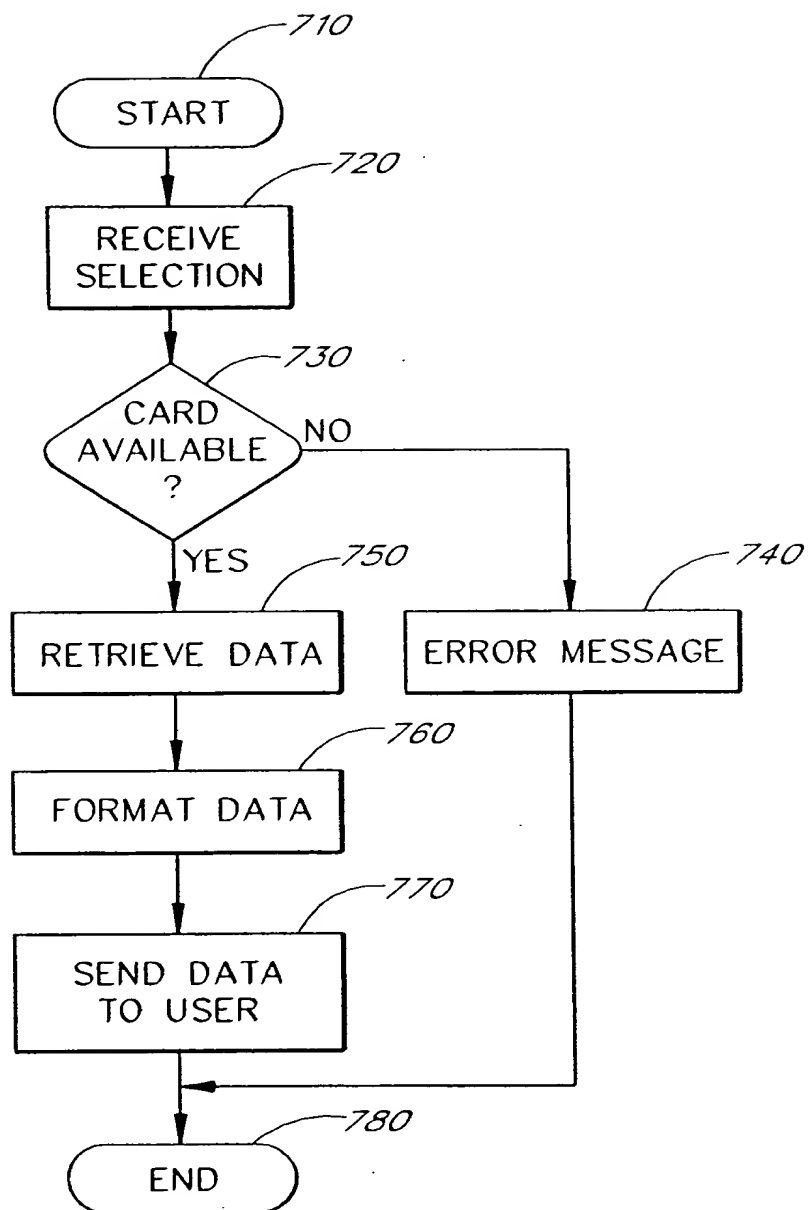 710
START
720
RECEIVE
SELECTION
730
CARD
AVAILABLE
?
NO
YES
750
RETRIEVE DATA
740
ERROR MESSAGE
760
FORMAT DATA
770
SEND DATA
TO USER
780
END